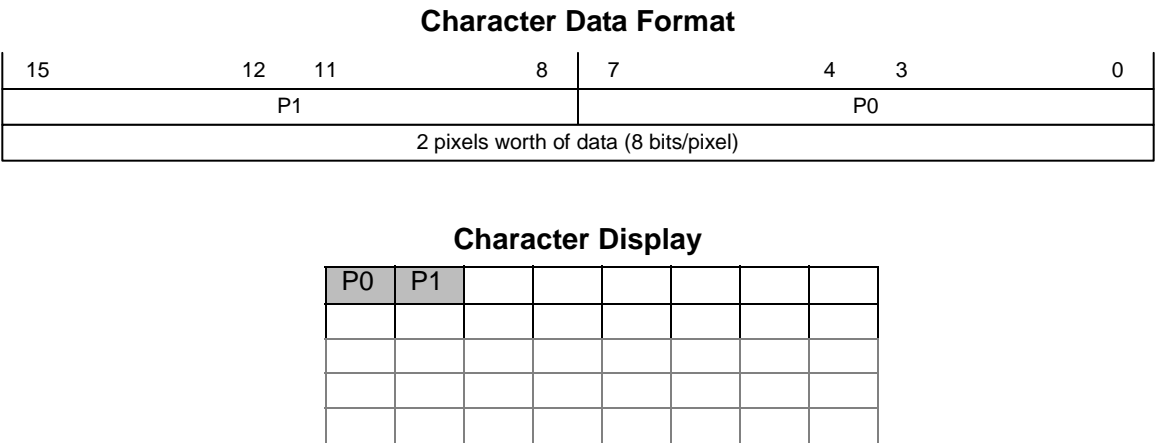 Character Data Format
15 12 11 8 7 4 3 0
P1 P0
2 pixels worth of data (8 bits/pixel)
Character Display
P0 P1